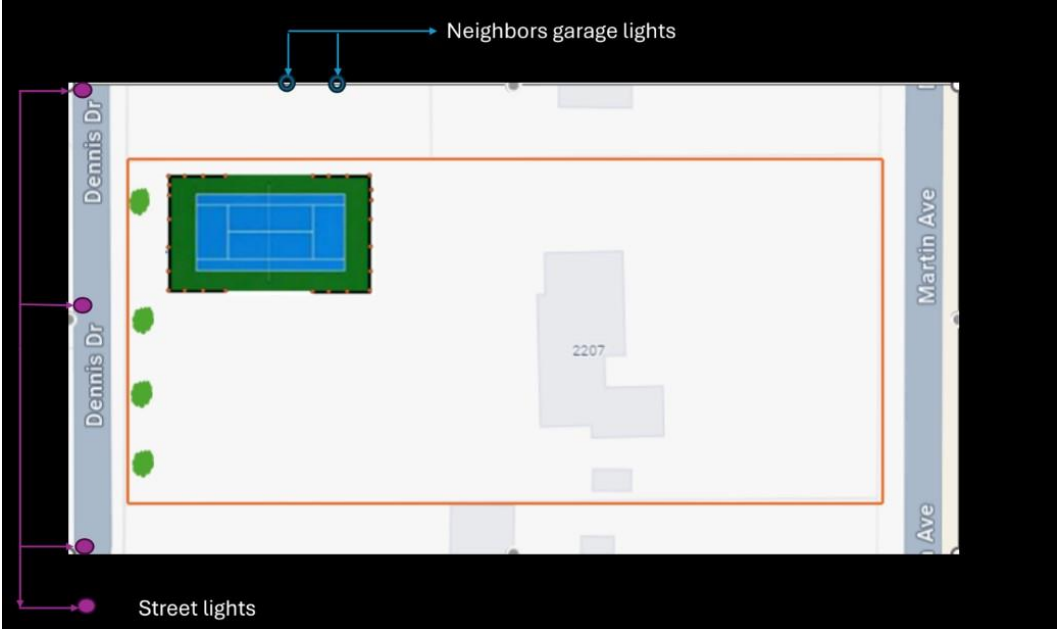 Neighbors garage lights
Dennis Dr
Martin Ave
Dennis Dr
2207
Ave
Street lights